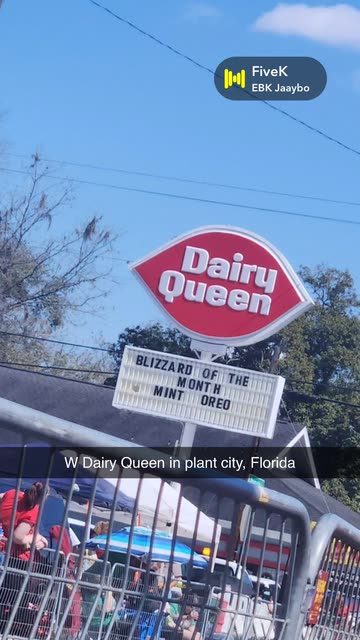 FiveK
EBK Jaaybo
Dairy
Queen
BLIZZARD OF THE
MONTH
MINT OREO
W Dairy Queen in plant city, Florida